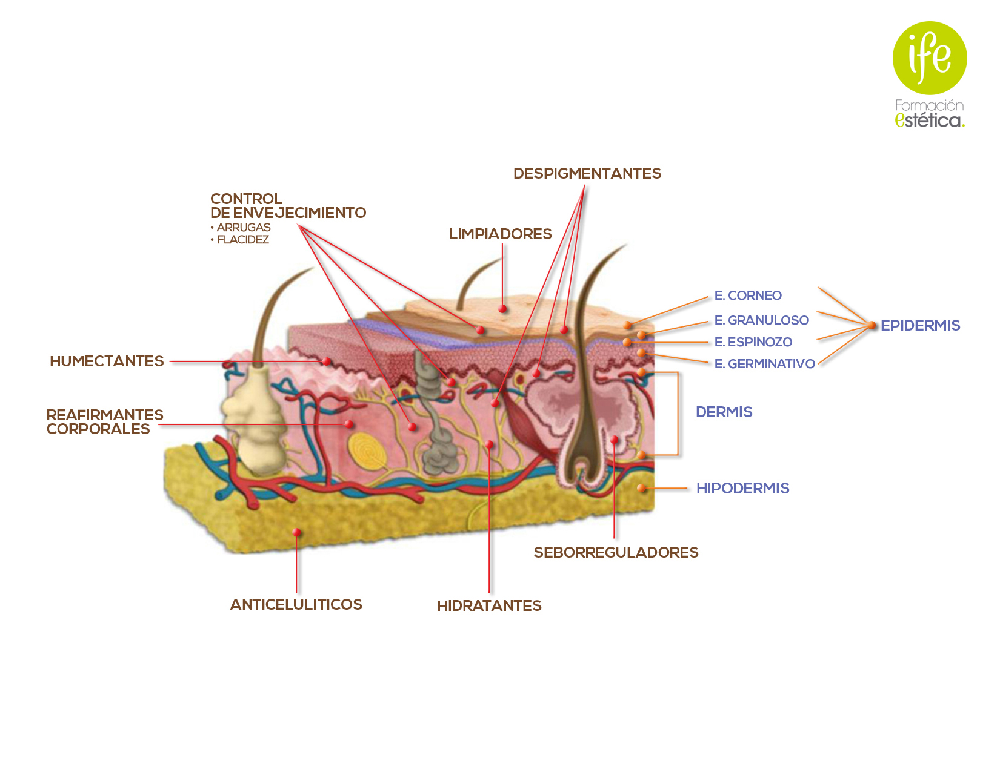 ife
Formación
estética.
DESPIGMENTANTES
CONTROL
DE ENVEJECIMIENTO
• ARRUGAS
• FLACIDEZ
LIMPIADORES
E. CORNEO
E. GRANULOSO
EPIDERMIS
E. ESPINOZO
E. GERMINATIVO
HUMECTANTES
REAFIRMANTES
CORPORALES
DERMIS
HIPODERMIS
SEBORREGULADORES
ANTICELULITICOS
HIDRATANTES